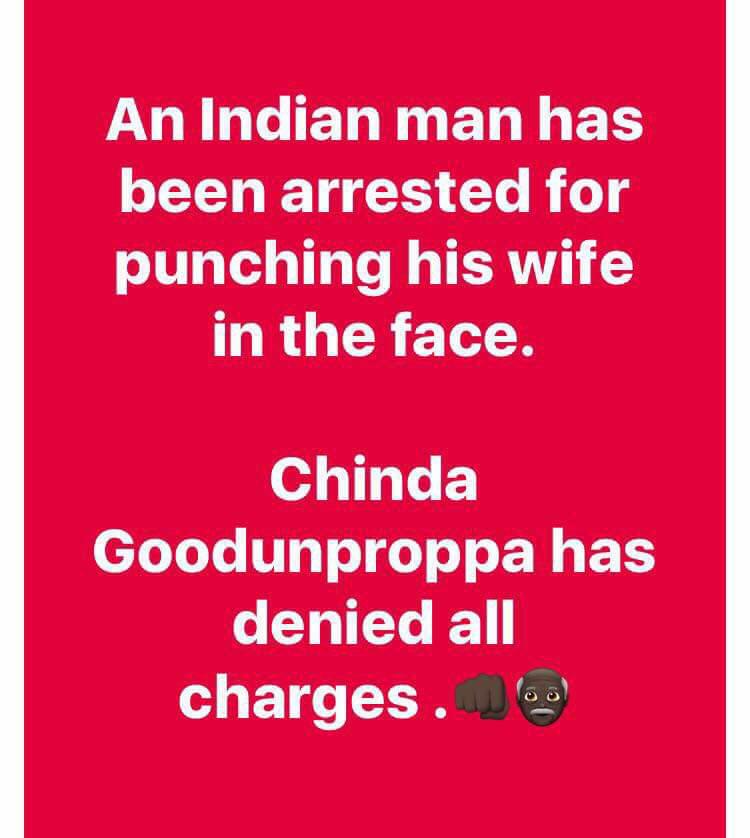 An Indian man has
been arrested for
punching his wife
in the face.
Chinda
Goodunproppa has
denied all
charges .👊🏿👴🏿